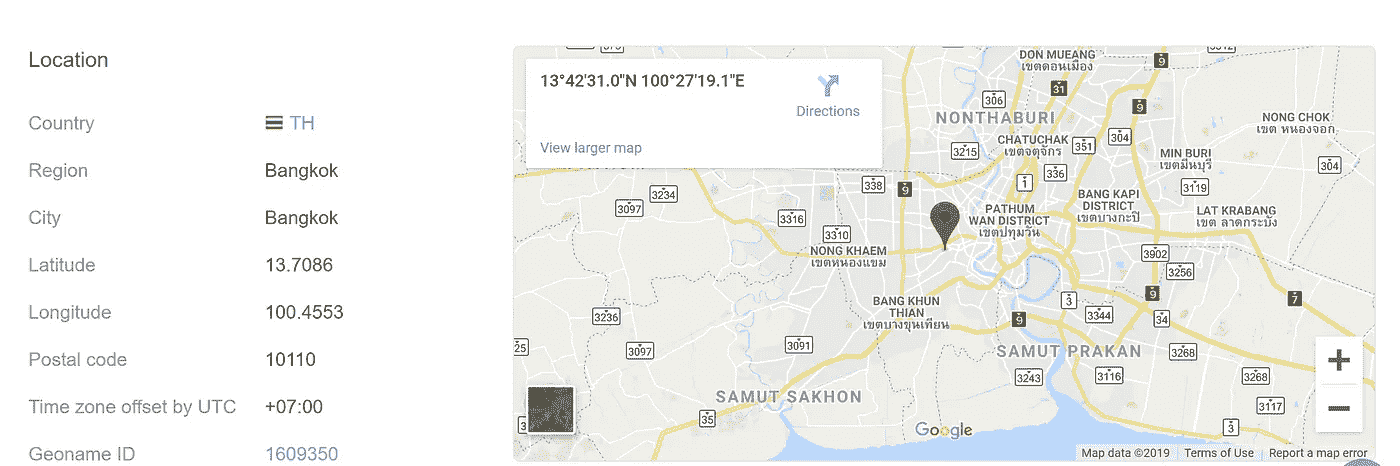 Location
Country TH
Region Bangkok
City Bangkok
Latitude 13.7086
Longitude 100.4553
Postal code 10110
Time zone offset by UTC +07:00
Geoname ID 1609350
13°42'31.0"N 100°27'19.1"E
Directions
View larger map
DON MUEANG
เขตดอนเมือง
9
31
306
9
NONTHABURI
NONG CHOK
เขต หนองจอก
CHATUCHAK
เขตจตุจักร
351
304
3215
MIN BURI
เขตมีนบุรี
304
336
338
9
1
3119
3234
BANG KAPI
DISTRICT
เขตบางกะปิ
3097
3316
PATHUM
WAN DISTRICT
เขตปทุมวัน
LAT KRABANG
เขต ลาดกระบัง
3310
NONG KHAEM
เขตหนองแขม
3902
3256
BANG KHUN
THIAN
เขตบางขุนเทียน
3
9
7
3236
9
3344
34
25
3097
3091
SAMUT PRAKAN
3268
3243
3116
3268
SAMUT SAKHON
3117
35
3
Google
+
−
Map data ©2019
Terms of Use
Report a map error